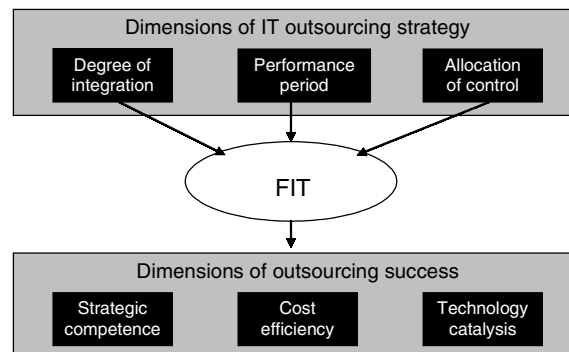 Dimensions of IT outsourcing strategy
Degree of
integration
Performance
period
Allocation
of control
FIT
Dimensions of outsourcing success
Strategic
competence
Cost
efficiency
Technology
catalysis